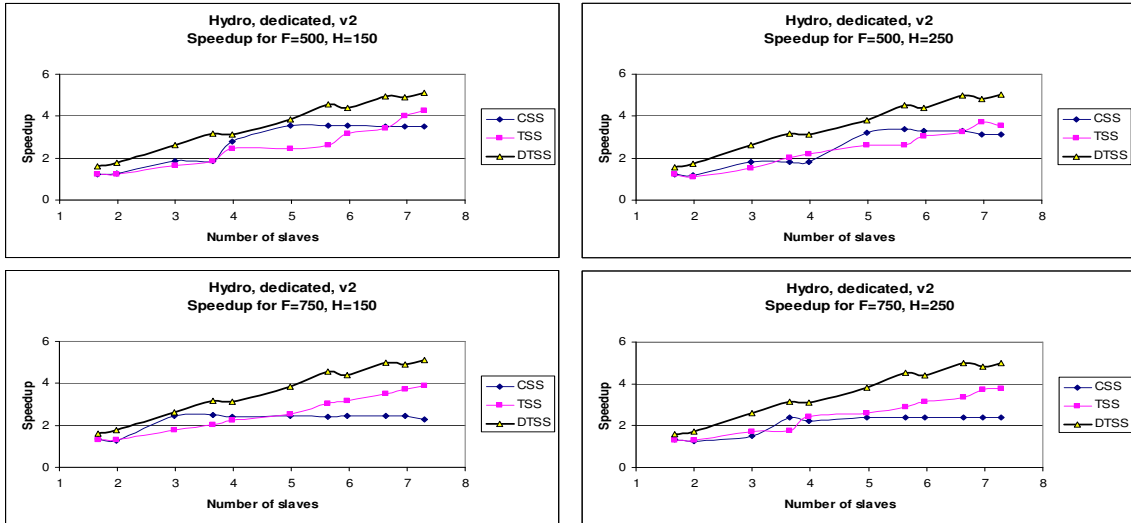 Hydro, dedicated, v2
Speedup for F=500, H=150
Speedup
6
4
2
0
1 2 3 4 5 6 7 8
Number of slaves
CSS
TSS
DTSS
Hydro, dedicated, v2
Speedup for F=500, H=250
Speedup
6
4
2
0
1 2 3 4 5 6 7 8
Number of slaves
CSS
TSS
DTSS
Hydro, dedicated, v2
Speedup for F=750, H=150
Speedup
6
4
2
0
1 2 3 4 5 6 7 8
Number of slaves
CSS
TSS
DTSS
Hydro, dedicated, v2
Speedup for F=750, H=250
Speedup
6
4
2
0
1 2 3 4 5 6 7 8
Number of slaves
CSS
TSS
DTSS